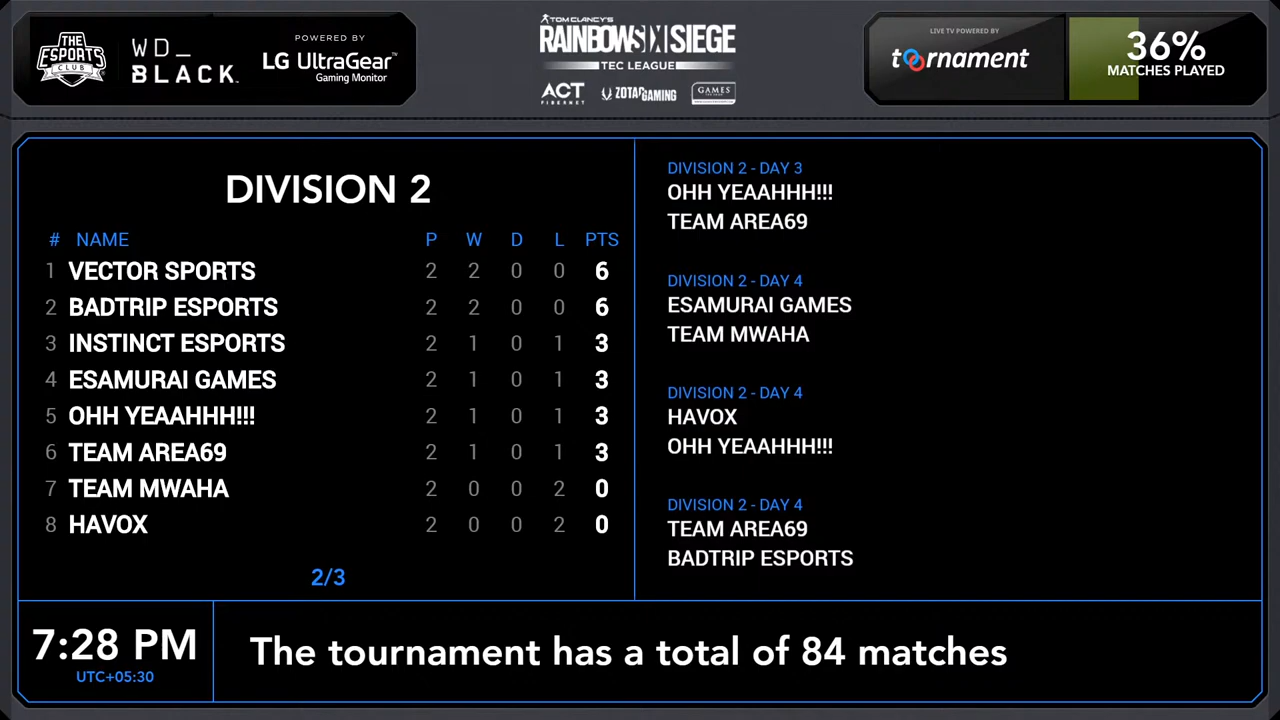 THE
ESPORTS
CLUB
WD_
BLACK.
POWERED BY
LG UltraGear™
Gaming Monitor
TOM CLANCY'S
RAINBOW SIX SIEGE
TEC LEAGUE
ACT
FIBERNET
ZOTAC GAMING
GAMES
LIVE TV POWERED BY
toornament
36%
MATCHES PLAYED
DIVISION 2
# NAME P W D L PTS
1 VECTOR SPORTS 2 2 0 0 6
2 BADTRIP ESPORTS 2 2 0 0 6
3 INSTINCT ESPORTS 2 1 0 1 3
4 ESAMURAI GAMES 2 1 0 1 3
5 OHH YEAAHHH!!! 2 1 0 1 3
6 TEAM AREA69 2 1 0 1 3
7 TEAM MWAHA 2 0 0 2 0
8 HAVOX 2 0 0 2 0
2/3
DIVISION 2 - DAY 3
OHH YEAAHHH!!!
TEAM AREA69
DIVISION 2 - DAY 4
ESAMURAI GAMES
TEAM MWAHA
DIVISION 2 - DAY 4
HAVOX
OHH YEAAHHH!!!
DIVISION 2 - DAY 4
TEAM AREA69
BADTRIP ESPORTS
7:28 PM
UTC+05:30
The tournament has a total of 84 matches